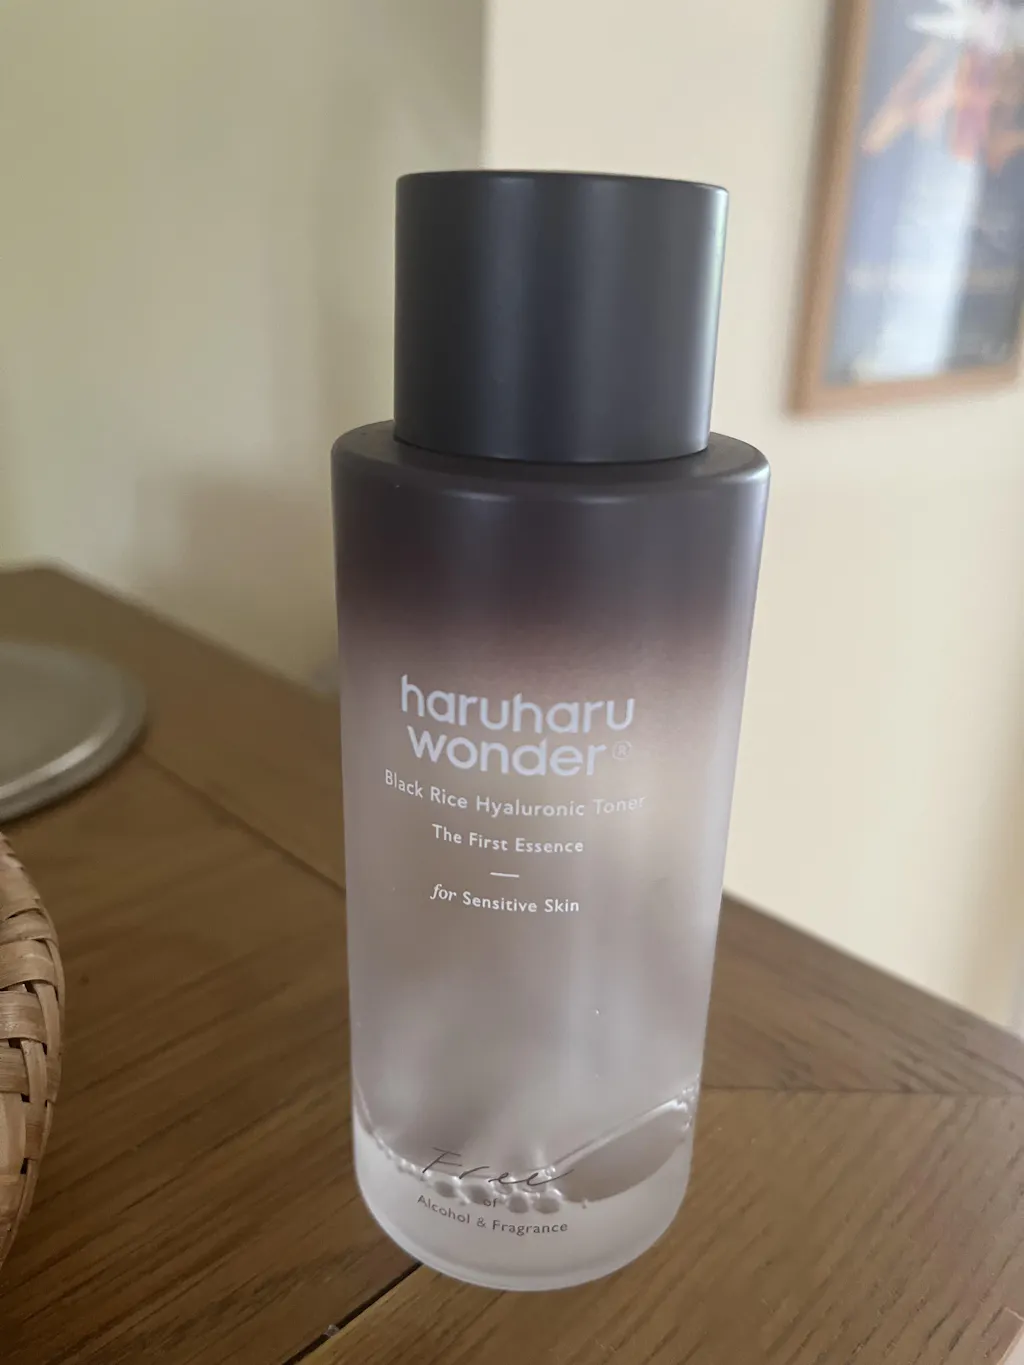 haruharu
wonder®
Black Rice Hyaluronic Toner
The First Essence
for Sensitive Skin
Free
of
Alcohol & Fragrance